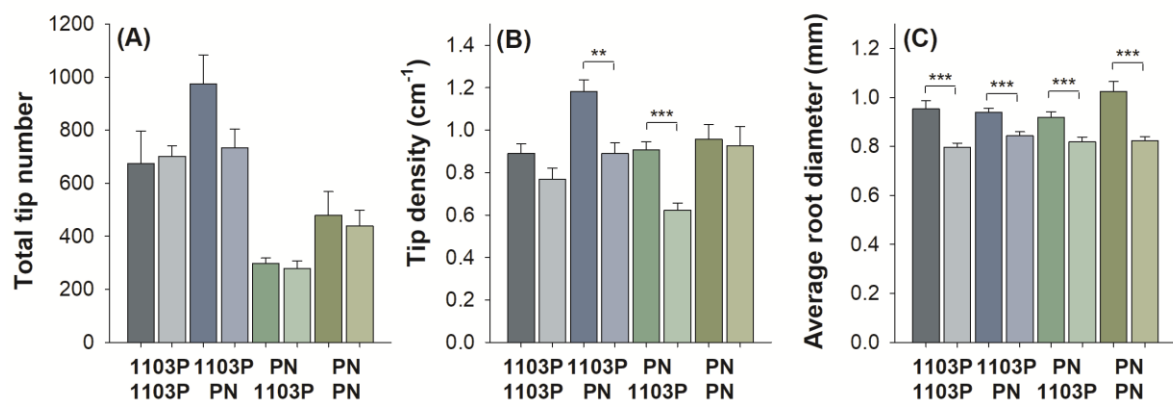 (A)
Total tip number
1200
1000
800
600
400
200
0
1103P 1103P PN PN
1103P PN 1103P PN
(B)
Tip density (cm⁻¹)
1.4
1.2
1.0
0.8
0.6
0.4
0.2
0.0
**
***
1103P 1103P PN PN
1103P PN 1103P PN
(C)
Average root diameter (mm)
1.2
1.0
0.8
0.6
0.4
0.2
0.0
***
***
***
***
1103P 1103P PN PN
1103P PN 1103P PN